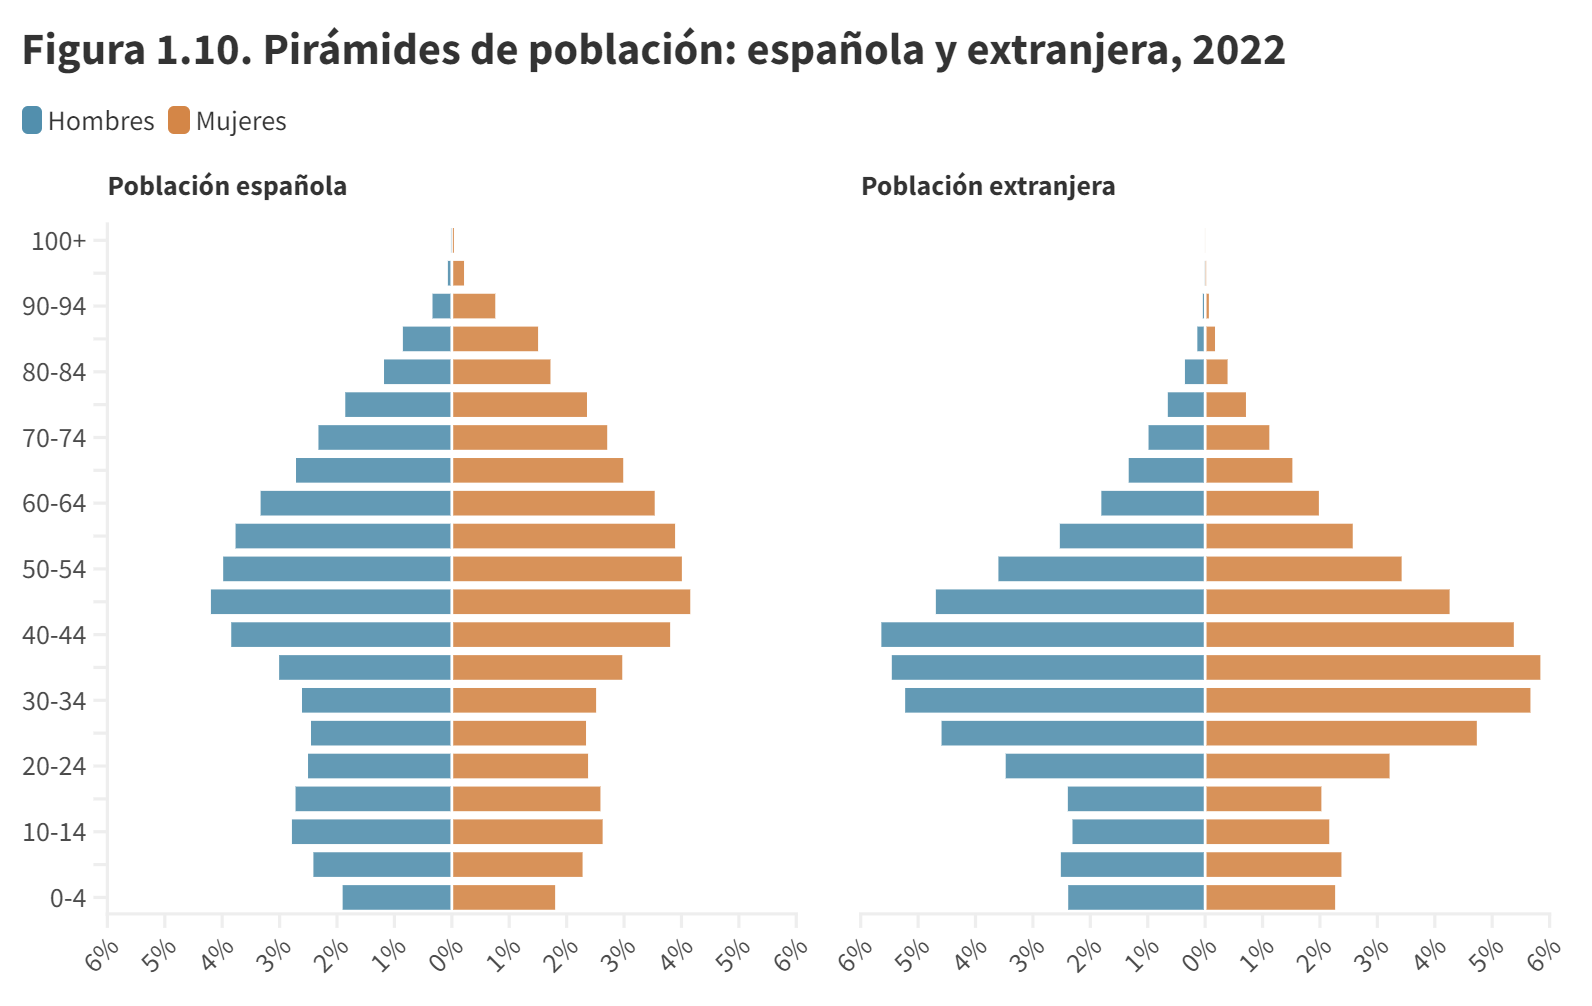 Figura 1.10. Pirámides de población: española y extranjera, 2022
Hombres Mujeres
Población española
Población extranjera
100+
90-94
80-84
70-74
60-64
50-54
40-44
30-34
20-24
10-14
0-4
6% 5% 4% 3% 2% 1% 0% 1% 2% 3% 4% 5% 6%
6% 5% 4% 3% 2% 1% 0% 1% 2% 3% 4% 5% 6%